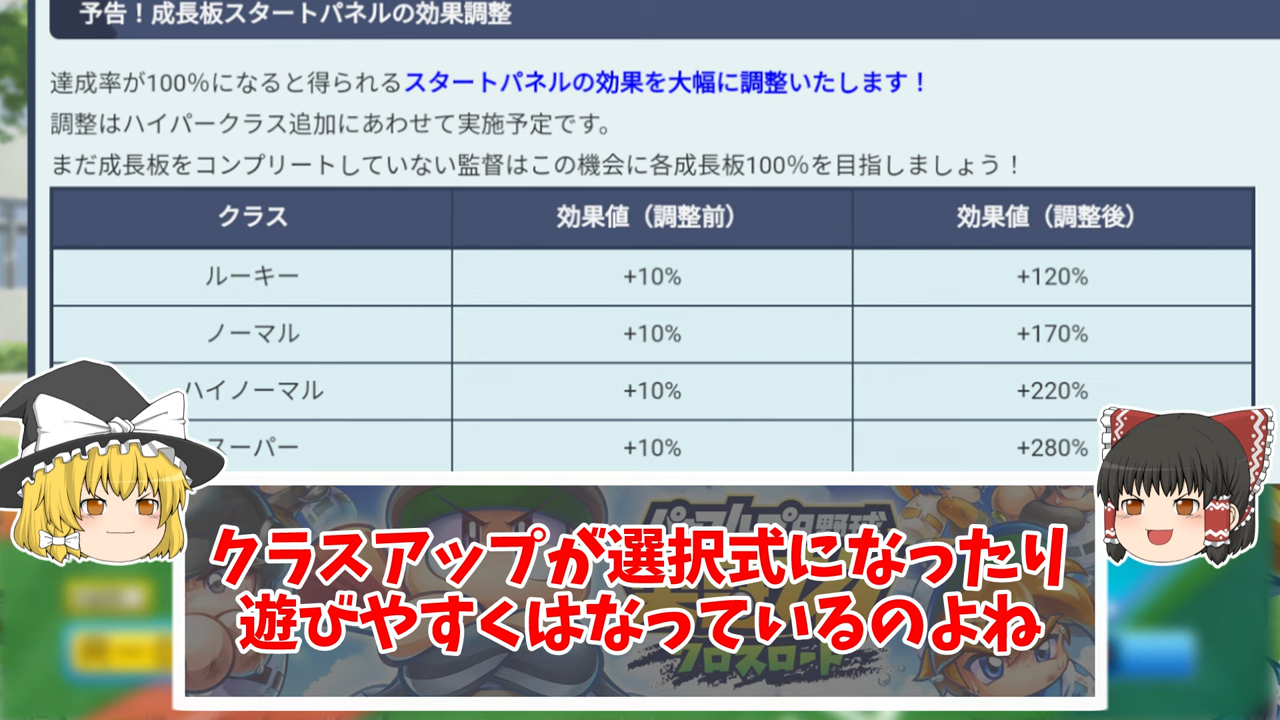 予告！成長板スタートパネルの効果調整
達成率が100%になると得られるスタートパネルの効果を大幅に調整いたします！
調整はハイパークラス追加にあわせて実施予定です。
まだ成長板をコンプリートしていない監督はこの機会に各成長板100%を目指しましょう！
クラス 効果値（調整前） 効果値（調整後）
ルーキー +10% +120%
ノーマル +10% +170%
ハイノーマル +10% +220%
スーパー +10% +280%
クラスアップが選択式になったり
遊びやすくはなっているのよね
クロスロード